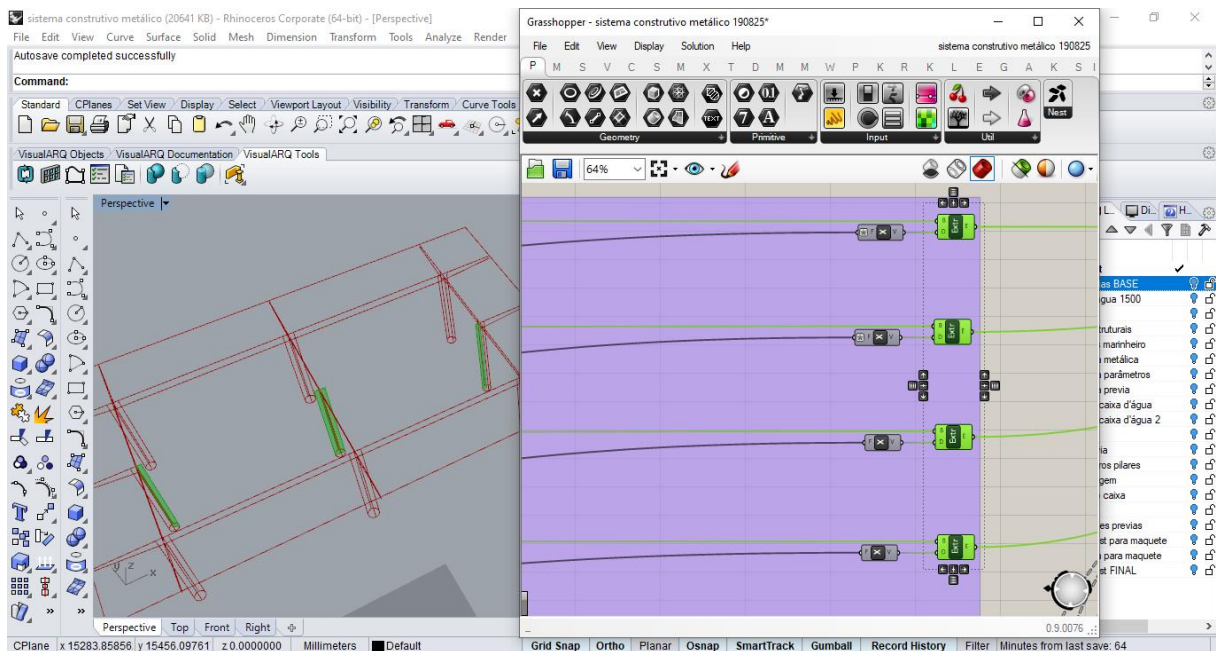 sistema construtivo metálico (20641 KB) - Rhinoceros Corporate (64-bit) - [Perspective]
File Edit View Curve Surface Solid Mesh Dimension Transform Tools Analyze Render
Autosave completed successfully
Command:
Standard CPlanes Set View Display Select Viewport Layout Visibility Transform Curve Tools
VisualARQ Objects VisualARQ Documentation VisualARQ Tools
Perspective
z
y x
Perspective Top Front Right
CPlane x 15283.85856 y 15456.09761 z 0.0000000 Millimeters Default
Grasshopper - sistema construtivo metálico 190825*
File Edit View Display Solution Help sistema construtivo metálico 190825
P M S V C S M X T D M M W P K R K L E G A K S
Geometry Primitive Input Util
Nest
64%
F X V
B D Extr E
F X V
B D Extr E
F X V
B D Extr E
F X V
B D Extr E
0.9.0076
L... Di... H...
as BASE
gua 1500
truturais
marinheiro
metálica
parâmetros
previa
caixa d'água
caixa d'água 2
ia
ros pilares
gem
caixa
es previas
st para maquete
para maquete
st FINAL
Grid Snap Ortho Planar Osnap SmartTrack Gumball Record History Filter Minutes from last save: 64